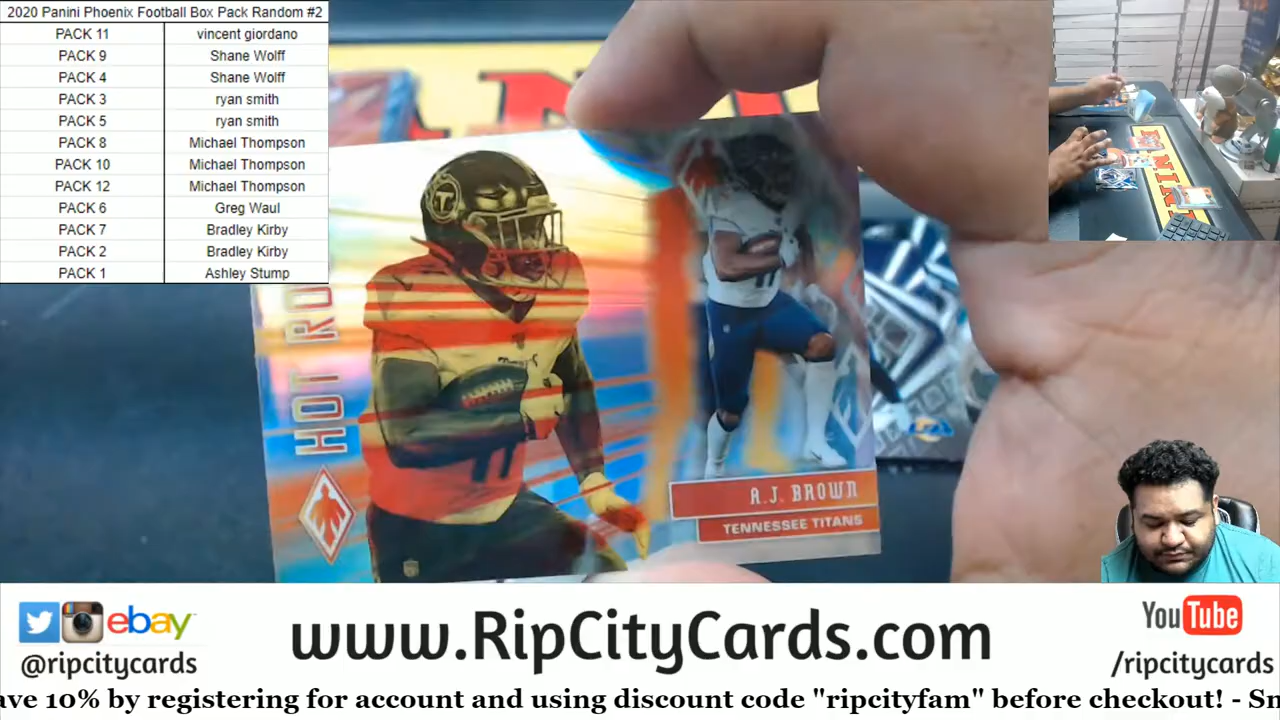 2020 Panini Phoenix Football Box Pack Random #2
PACK 11 vincent giordano
PACK 9 Shane Wolff
PACK 4 Shane Wolff
PACK 3 ryan smith
PACK 5 ryan smith
PACK 8 Michael Thompson
PACK 10 Michael Thompson
PACK 12 Michael Thompson
PACK 6 Greg Waul
PACK 7 Bradley Kirby
PACK 2 Bradley Kirby
PACK 1 Ashley Stump
HOT RO
T
11
A.J. BROWN
TENNESSEE TITANS
ebay
@ripcitycards
www.RipCityCards.com
YouTube
/ripcitycards
ave 10% by registering for account and using discount code "ripcityfam" before checkout! - Sn